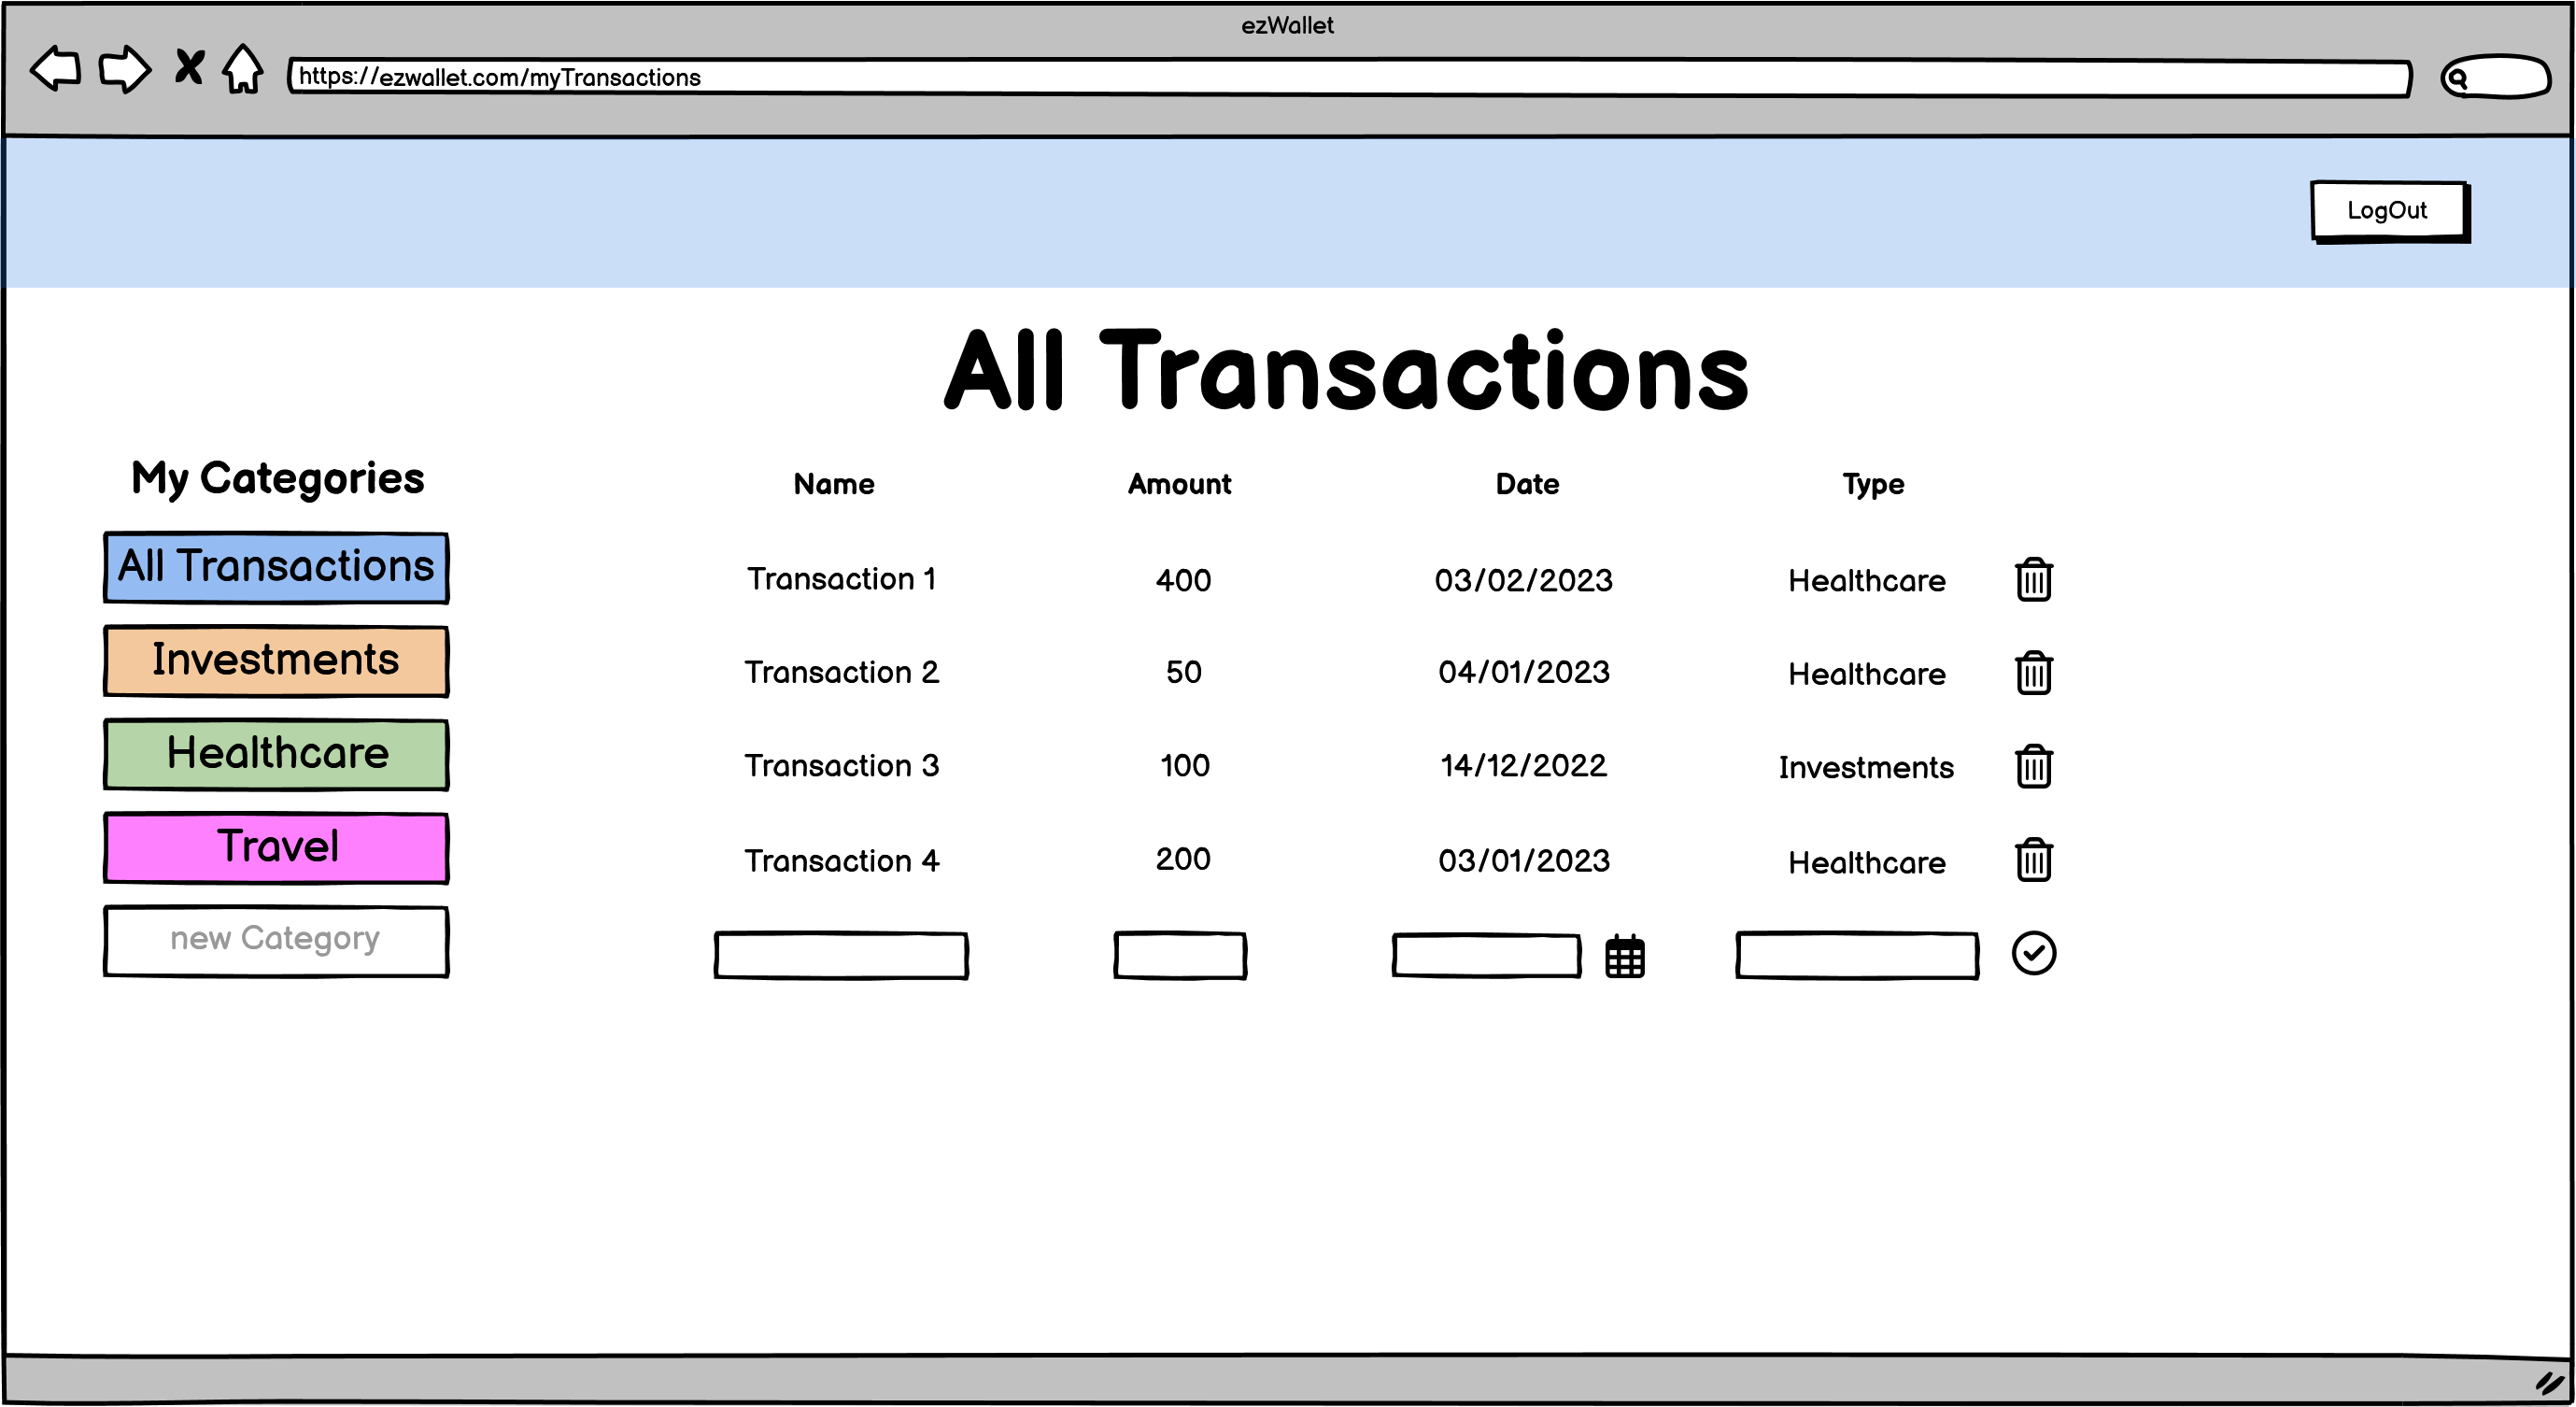 ezWallet
https://ezwallet.com/myTransactions
LogOut
All Transactions
My Categories
All Transactions
Investments
Healthcare
Travel
new Category
Name Amount Date Type
Transaction 1 400 03/02/2023 Healthcare
Transaction 2 50 04/01/2023 Healthcare
Transaction 3 100 14/12/2022 Investments
Transaction 4 200 03/01/2023 Healthcare